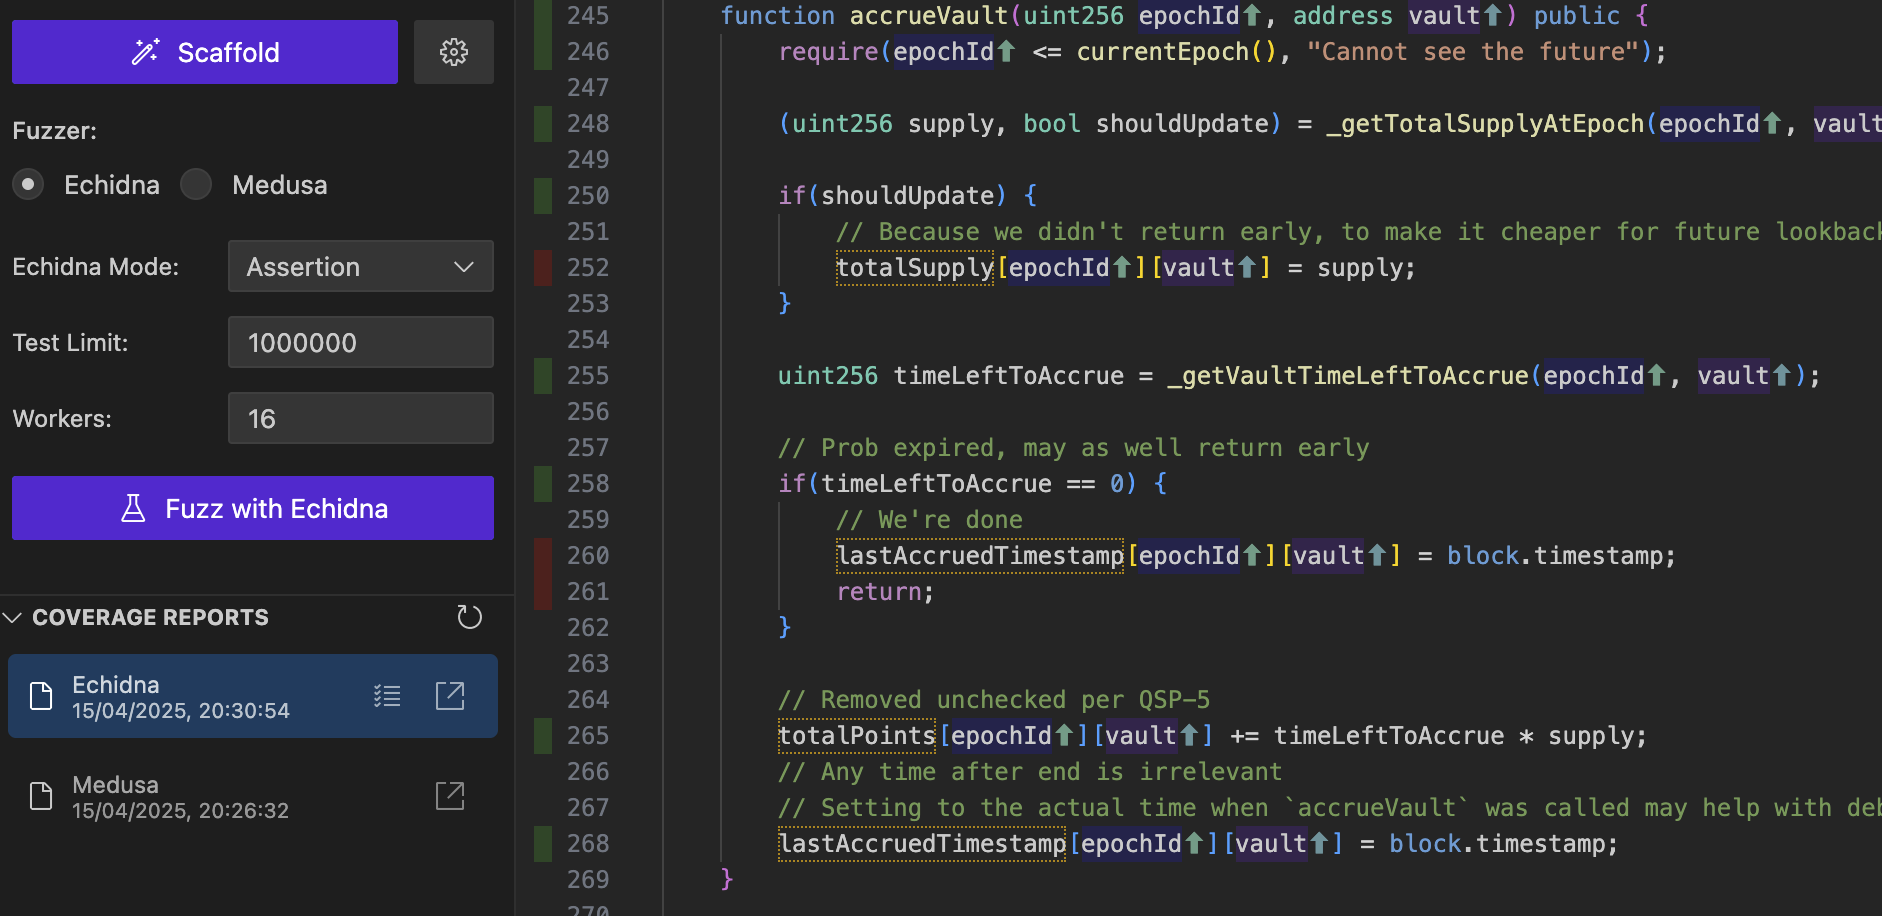 Scaffold
Fuzzer:
Echidna
Medusa
Echidna Mode:
Assertion
Test Limit:
1000000
Workers:
16
Fuzz with Echidna
COVERAGE REPORTS
Echidna
15/04/2025, 20:30:54
Medusa
15/04/2025, 20:26:32
245 function accrueVault(uint256 epochId⬆, address vault⬆) public {
246 require(epochId⬆ <= currentEpoch(), "Cannot see the future");
247
248 (uint256 supply, bool shouldUpdate) = _getTotalSupplyAtEpoch(epochId⬆, vault
249
250 if(shouldUpdate) {
251 // Because we didn't return early, to make it cheaper for future lookback
252 totalSupply[epochId⬆][vault⬆] = supply;
253 }
254
255 uint256 timeLeftToAccrue = _getVaultTimeLeftToAccrue(epochId⬆, vault⬆);
256
257 // Prob expired, may as well return early
258 if(timeLeftToAccrue == 0) {
259 // We're done
260 lastAccruedTimestamp[epochId⬆][vault⬆] = block.timestamp;
261 return;
262 }
263
264 // Removed unchecked per QSP-5
265 totalPoints[epochId⬆][vault⬆] += timeLeftToAccrue * supply;
266 // Any time after end is irrelevant
267 // Setting to the actual time when `accrueVault` was called may help with deb
268 lastAccruedTimestamp[epochId⬆][vault⬆] = block.timestamp;
269 }
270